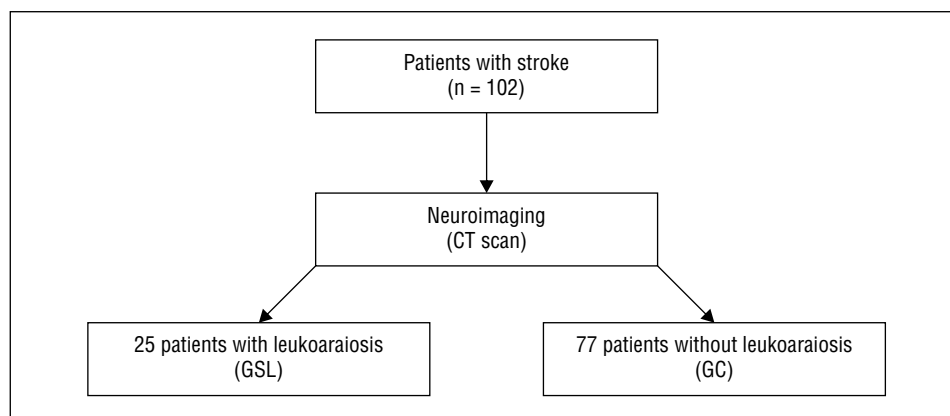 Patients with stroke
(n = 102)
Neuroimaging
(CT scan)
25 patients with leukoaraiosis
(GSL)
77 patients without leukoaraiosis
(GC)